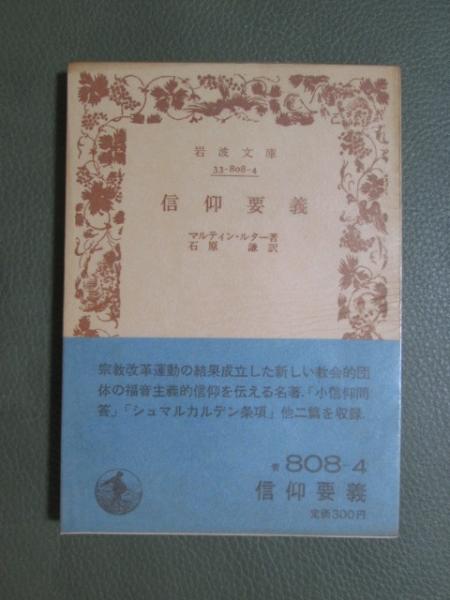 岩波文庫
33-808-4
信仰要義
マルティン・ルター著
石原謙訳
宗教改革運動の結果成立した新しい教会的団
体の福音主義的信仰を伝える名著.「小信仰問
答」「シュマルカルデン条項」他二篇を収録.
青 808-4
信仰要義
定価300円